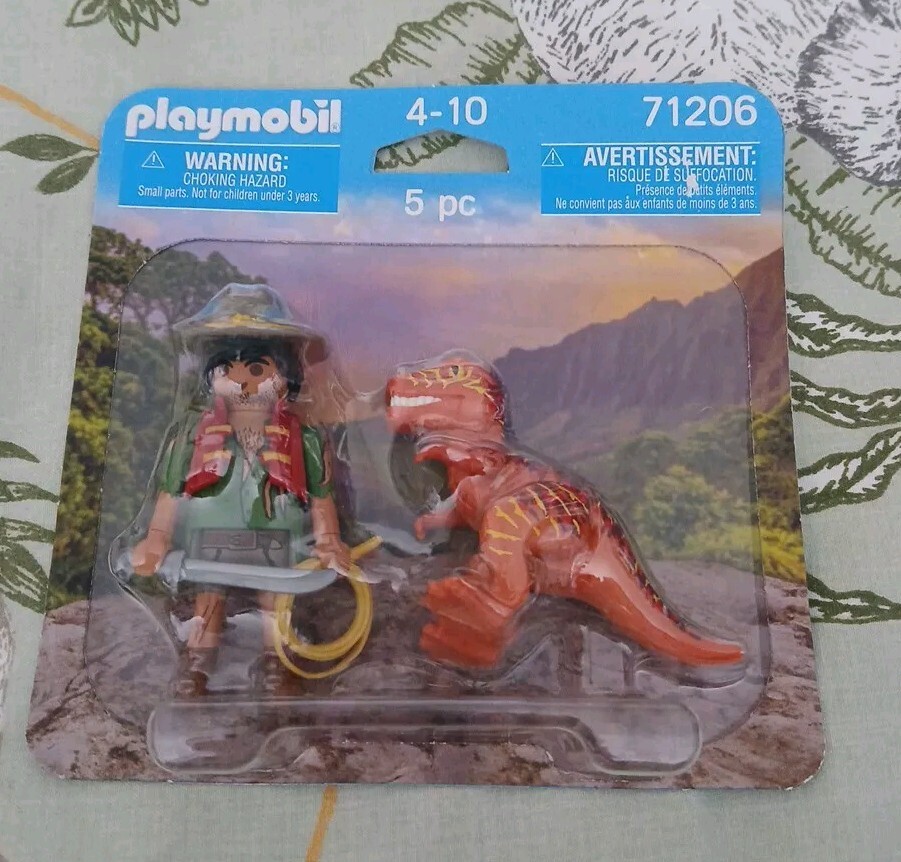 playmobil
4-10
71206
WARNING:
CHOKING HAZARD
Small parts. Not for children under 3 years.
5 pc
AVERTISSEMENT:
RISQUE DE SUFFOCATION.
Présence de petits éléments.
Ne convient pas aux enfants de moins de 3 ans.